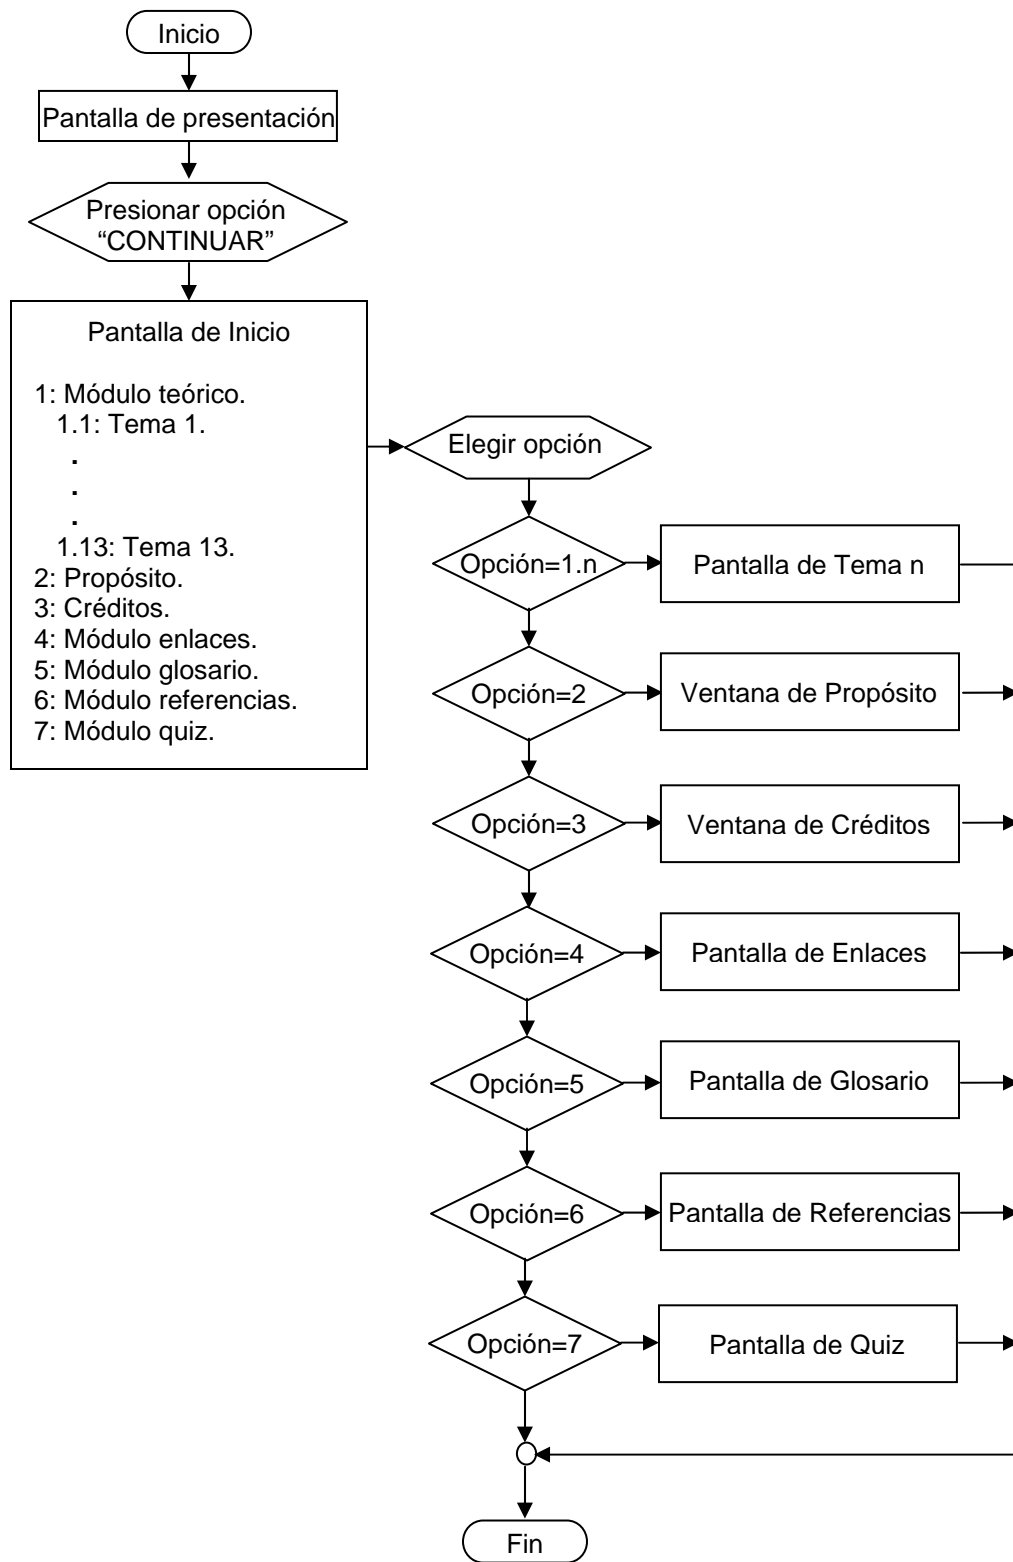 Inicio
Pantalla de presentación
Presionar opción
“CONTINUAR”
Pantalla de Inicio
1: Módulo teórico.
1.1: Tema 1.
.
.
.
1.13: Tema 13.
2: Propósito.
3: Créditos.
4: Módulo enlaces.
5: Módulo glosario.
6: Módulo referencias.
7: Módulo quiz.
Elegir opción
Opción=1.n
Pantalla de Tema n
Opción=2
Ventana de Propósito
Opción=3
Ventana de Créditos
Opción=4
Pantalla de Enlaces
Opción=5
Pantalla de Glosario
Opción=6
Pantalla de Referencias
Opción=7
Pantalla de Quiz
Fin